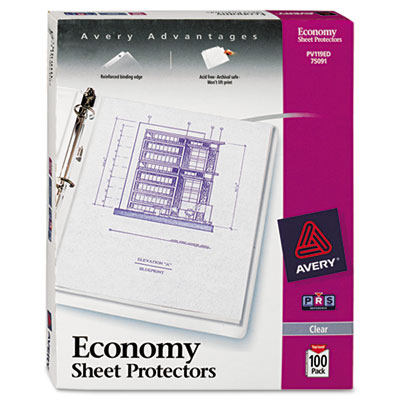 Avery Advantages
Reinforced binding edge
Acid free-Archival safe-
Won't lift print
Economy
Sheet Protectors
PV119ED
75091
ELEVATION "A"
BLUEPRINT
AVERY
PRS
Clear
Economy
Sheet Protectors
100
Pack